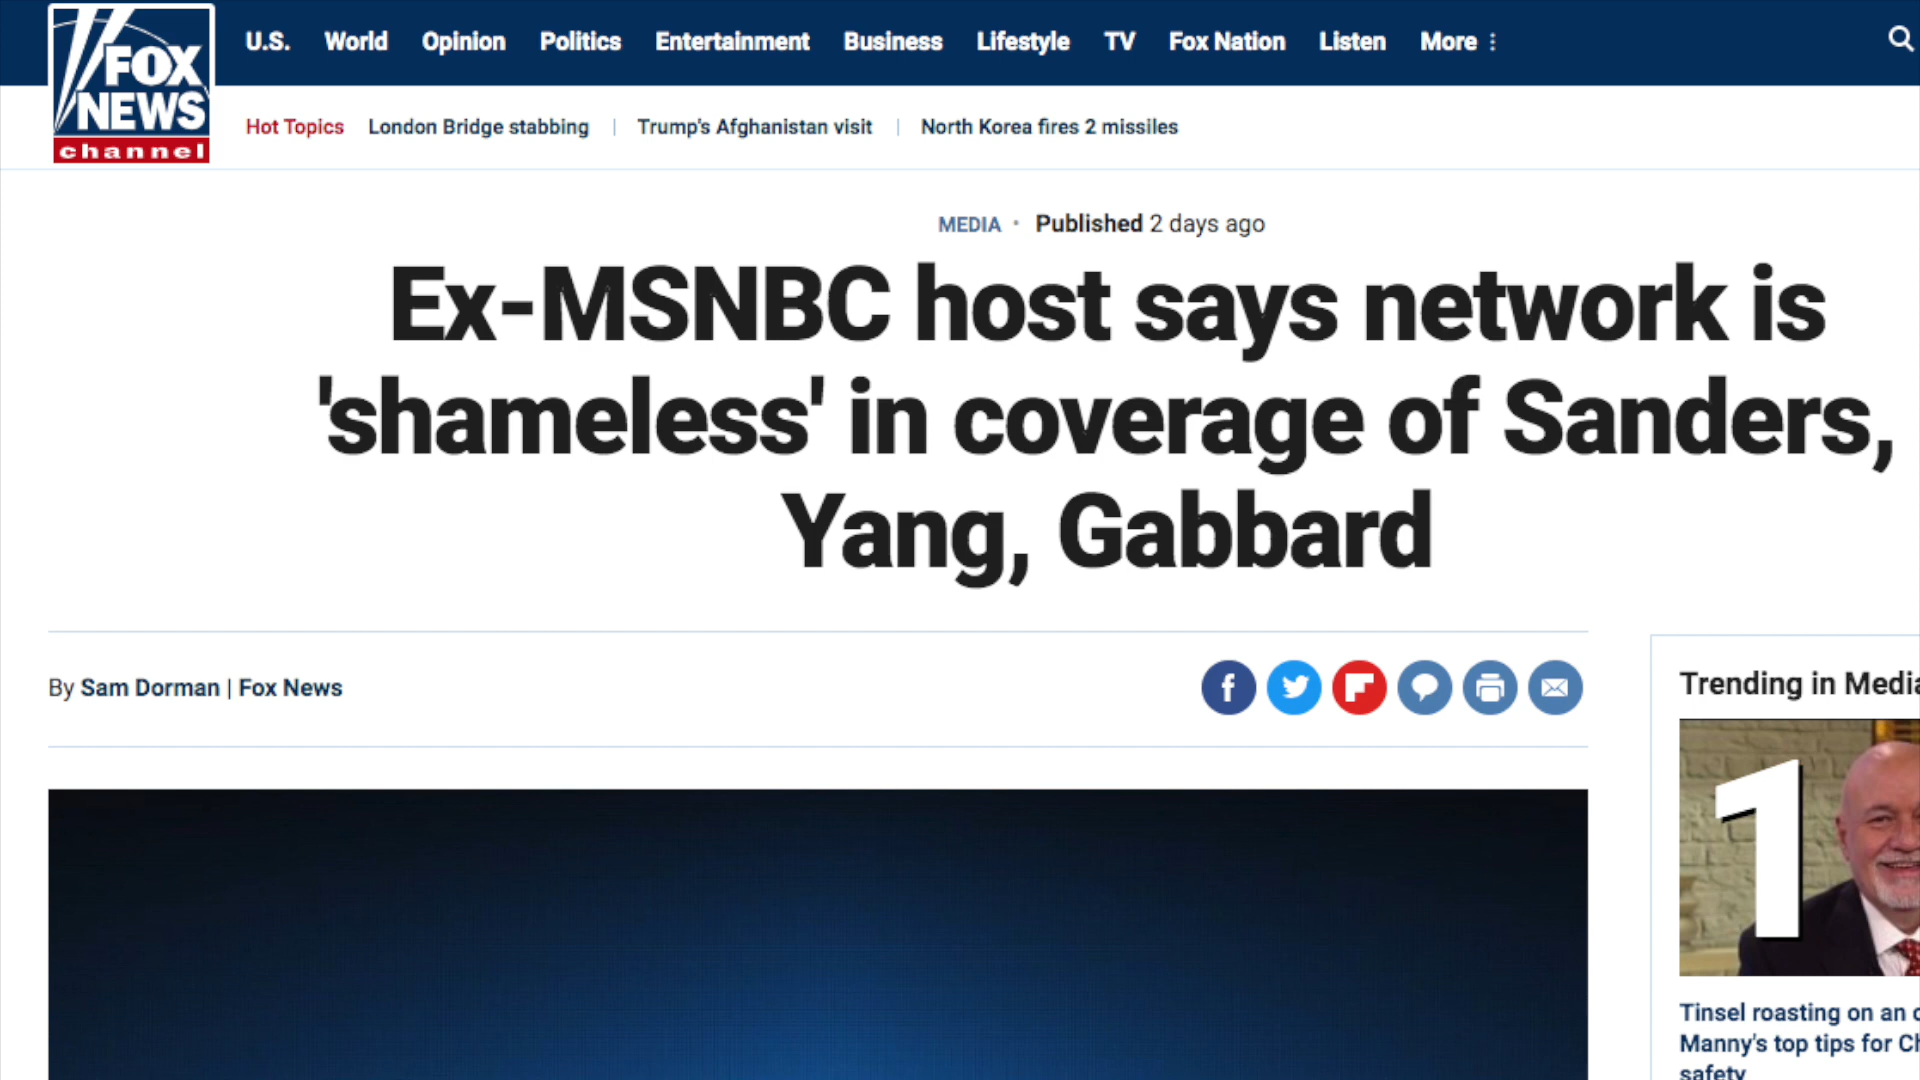 FOX
NEWS
channel
U.S. World Opinion Politics Entertainment Business Lifestyle TV Fox Nation Listen More
Hot Topics London Bridge stabbing Trump's Afghanistan visit North Korea fires 2 missiles
MEDIA · Published 2 days ago
Ex-MSNBC host says network is
'shameless' in coverage of Sanders,
Yang, Gabbard
By Sam Dorman | Fox News
f
Trending in Media
1
Tinsel roasting on an
Manny's top tips for
safety